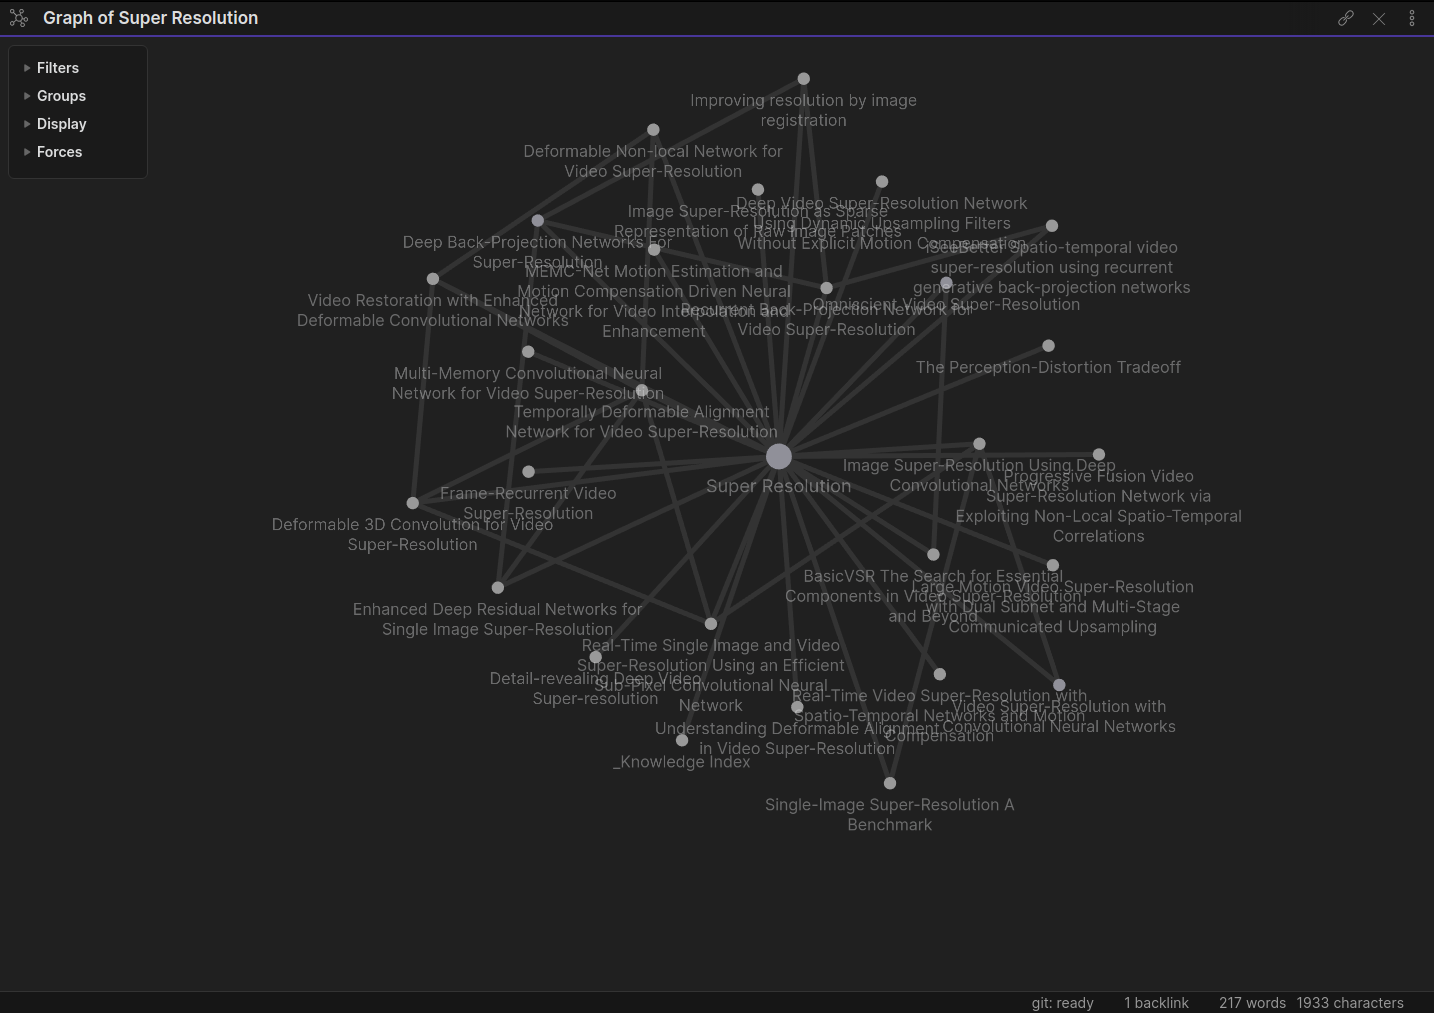 Graph of Super Resolution
Filters
Groups
Display
Forces
Improving resolution by image
registration
Deformable Non-local Network for
Video Super-Resolution
Image Super-Resolution as Sparse
Representation of Raw Image Patches
Deep Video Super-Resolution Network
Using Dynamic Upsampling Filters
Without Explicit Motion Compensation
Deep Back-Projection Networks For
Super-Resolution
iSeeBetter Spatio-temporal video
super-resolution using recurrent
generative back-projection networks
MEMC-Net Motion Estimation and
Motion Compensation Driven Neural
Network for Video Interpolation and
Enhancement
Video Restoration with Enhanced
Deformable Convolutional Networks
Recurrent Back-Projection Network for
Video Super-Resolution
Omniscient Video Super-Resolution
The Perception-Distortion Tradeoff
Multi-Memory Convolutional Neural
Network for Video Super-Resolution
Temporally Deformable Alignment
Network for Video Super-Resolution
Super Resolution
Image Super-Resolution Using Deep
Convolutional Networks
Progressive Fusion Video
Super-Resolution Network via
Exploiting Non-Local Spatio-Temporal
Correlations
Frame-Recurrent Video
Super-Resolution
Deformable 3D Convolution for Video
Super-Resolution
BasicVSR The Search for Essential
Components in Video Super-Resolution
and Beyond
Large Motion Video Super-Resolution
with Dual Subnet and Multi-Stage
Communicated Upsampling
Enhanced Deep Residual Networks for
Single Image Super-Resolution
Real-Time Single Image and Video
Super-Resolution Using an Efficient
Sub-Pixel Convolutional Neural
Network
Detail-revealing Deep Video
Super-resolution
Real-Time Video Super-Resolution with
Spatio-Temporal Networks and Motion
Compensation
Video Super-Resolution with
Convolutional Neural Networks
Understanding Deformable Alignment
in Video Super-Resolution
_Knowledge Index
Single-Image Super-Resolution A
Benchmark
git: ready
1 backlink
217 words
1933 characters